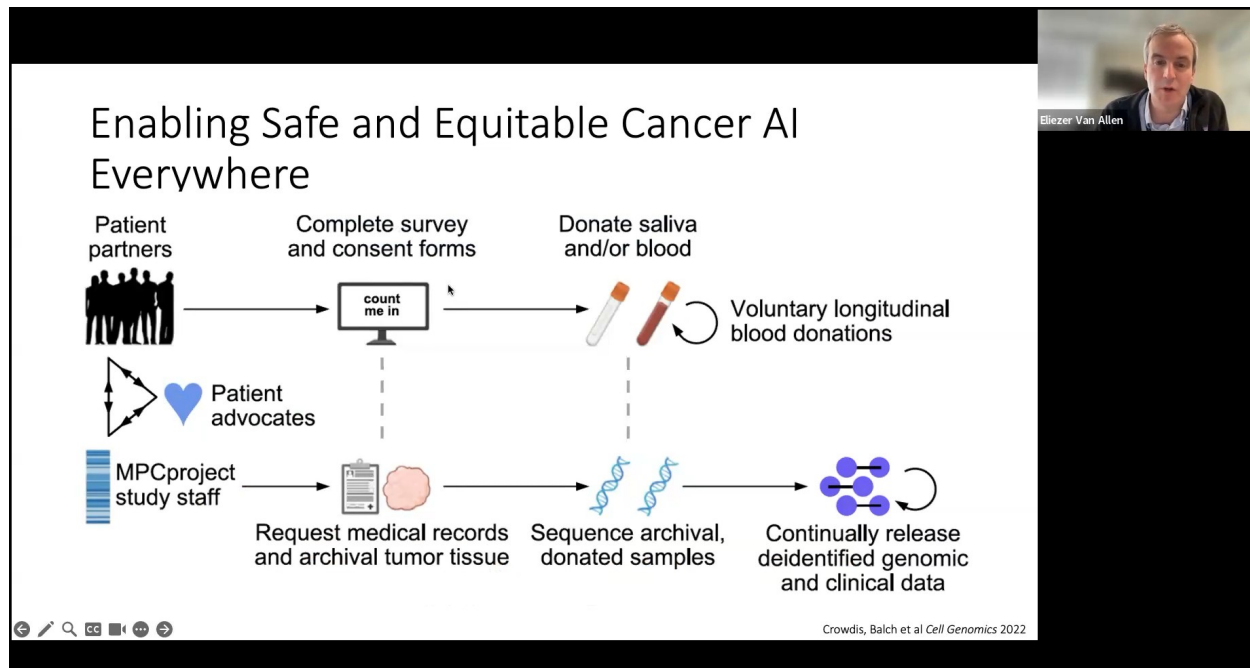 Enabling Safe and Equitable Cancer AI
Everywhere
Eliezer Van Allen
Patient
partners
Complete survey
and consent forms
Donate saliva
and/or blood
count
me in
Voluntary longitudinal
blood donations
Patient
advocates
MPCproject
study staff
Request medical records
and archival tumor tissue
Sequence archival,
donated samples
Continually release
deidentified genomic
and clinical data
CC
Crowdis, Balch et al Cell Genomics 2022